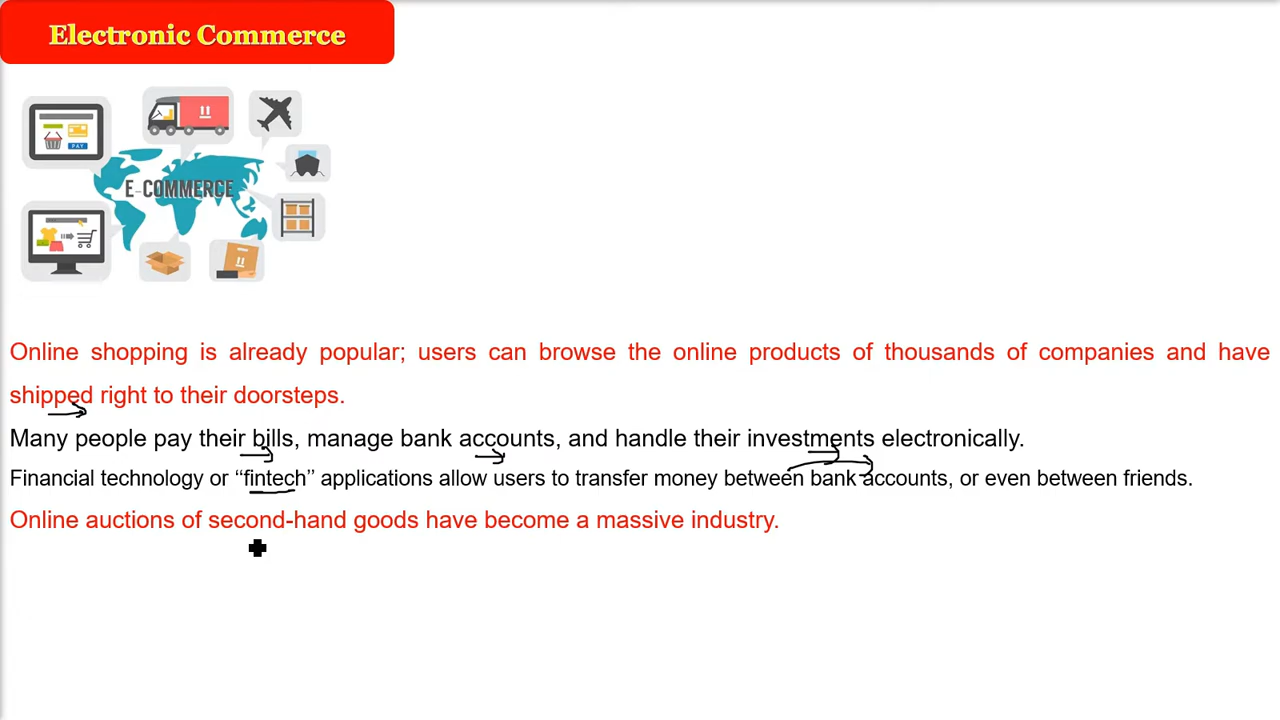 Electronic Commerce
PAY
E-COMMERCE
Online shopping is already popular; users can browse the online products of thousands of companies and have
shipped right to their doorsteps.
Many people pay their bills, manage bank accounts, and handle their investments electronically.
Financial technology or “fintech” applications allow users to transfer money between bank accounts, or even between friends.
Online auctions of second-hand goods have become a massive industry.